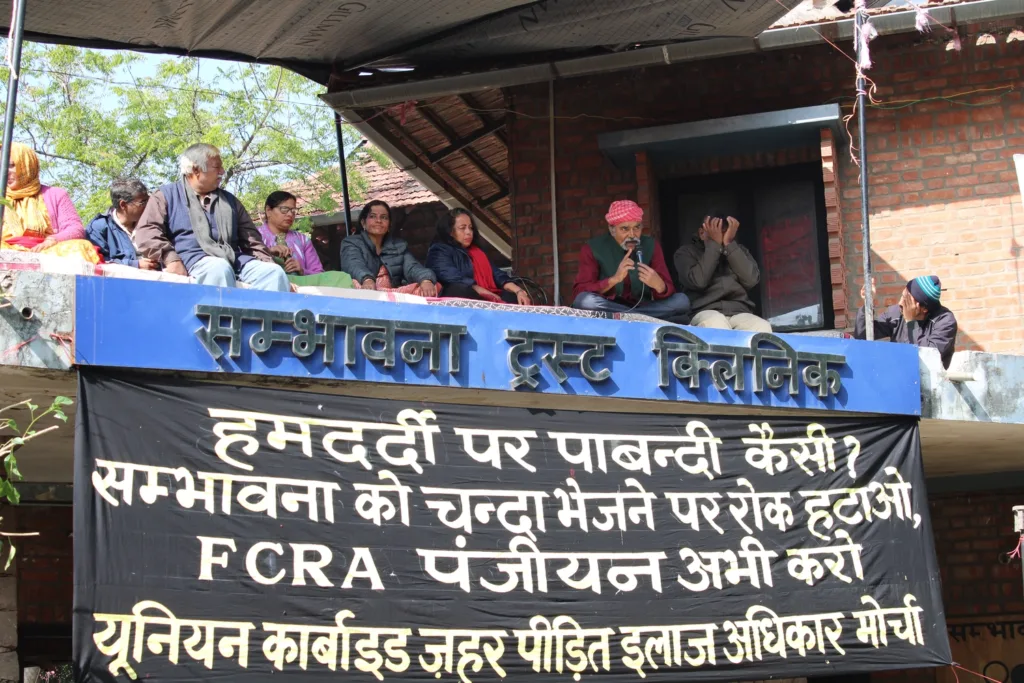 सम्भावना ट्रस्ट क्लिनिक
हमदर्दी पर पाबन्दी कैसी?
सम्भावना को चन्दा भेजने पर रोक हटाओ,
FCRA पंजीयन अभी करो
यूनियन कार्बाइड ज़हर पीड़ित इलाज अधिकार मोर्चा